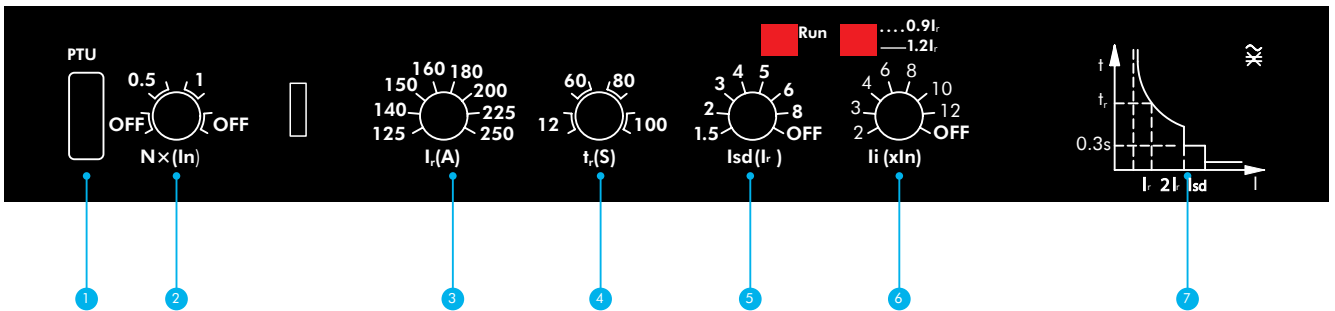 PTU
0.5 1
OFF OFF
N×(In)
160 180
150 200
140 225
125 250
Ir(A)
60 80
12 100
tr(S)
Run
4 5
3 6
2 8
1.5 OFF
Isd(Ir )
....0.9Ir
—1.2Ir
6 8
4 10
3 12
2 OFF
Ii (xIn)
t
tr
0.3s
Ir 2Ir Isd I
1 2 3 4 5 6 7